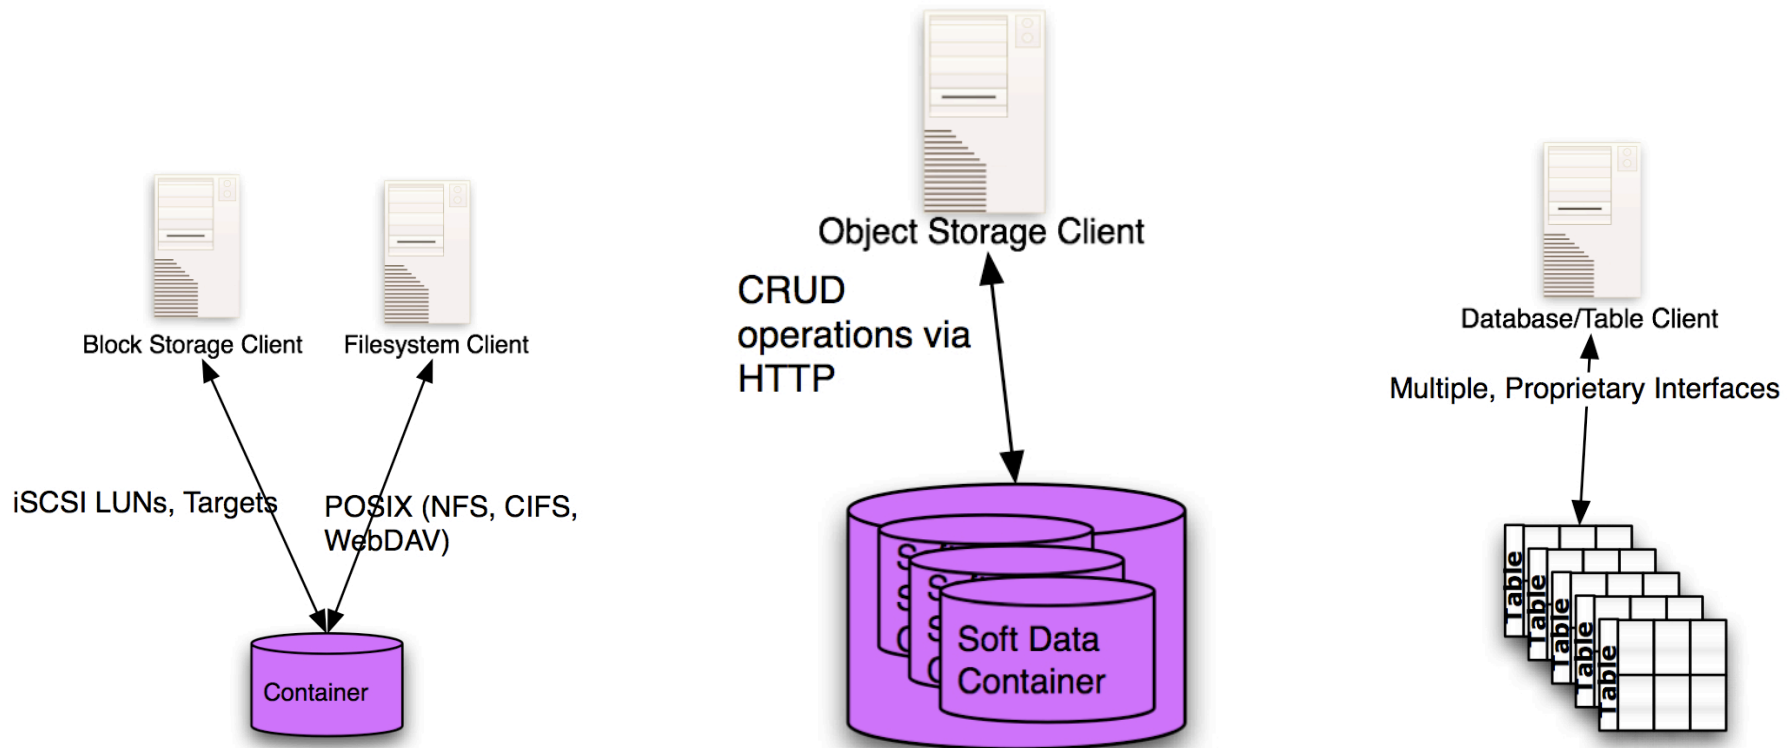 Object Storage Client
CRUD
operations via
HTTP
Block Storage Client
Filesystem Client
Database/Table Client
Multiple, Proprietary Interfaces
iSCSI LUNs, Targets
POSIX (NFS, CIFS,
WebDAV)
Container
S
S
C
S
S
C
Soft Data
Container
Table
Table
Table
Table
Table